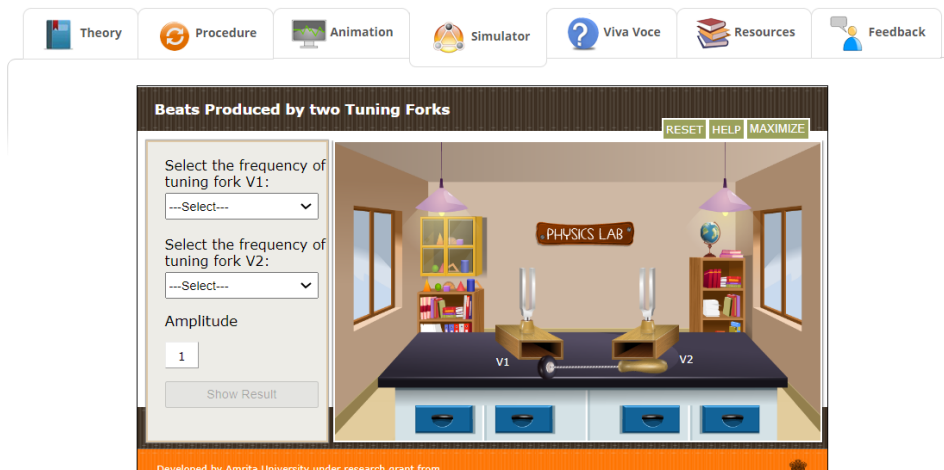 Theory
Procedure
Animation
Simulator
Viva Voce
Resources
Feedback
Beats Produced by two Tuning Forks
RESET HELP MAXIMIZE
Select the frequency of
tuning fork V1:
---Select---
Select the frequency of
tuning fork V2:
---Select---
Amplitude
1
Show Result
PHYSICS LAB
V1
V2
Developed by Amrita University under research grant from